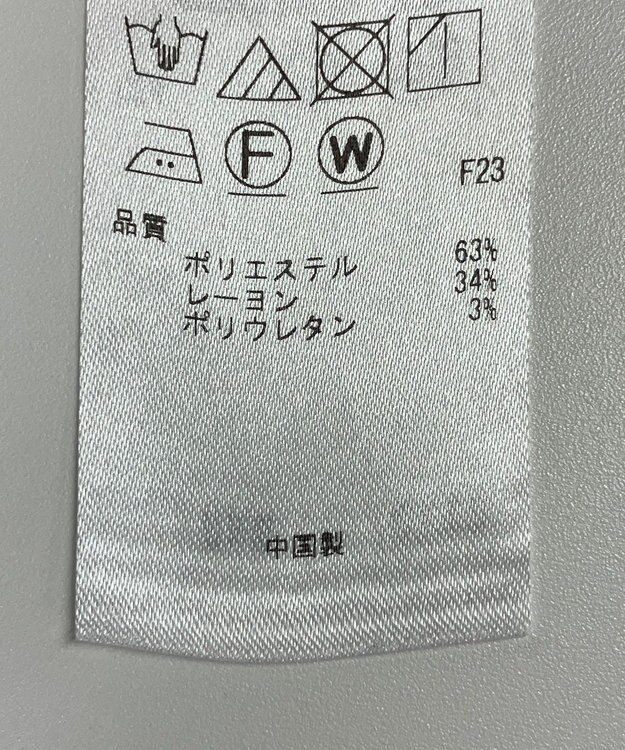 F W
F23
品質
ポリエステル 63%
レーヨン 34%
ポリウレタン 3%
中国製